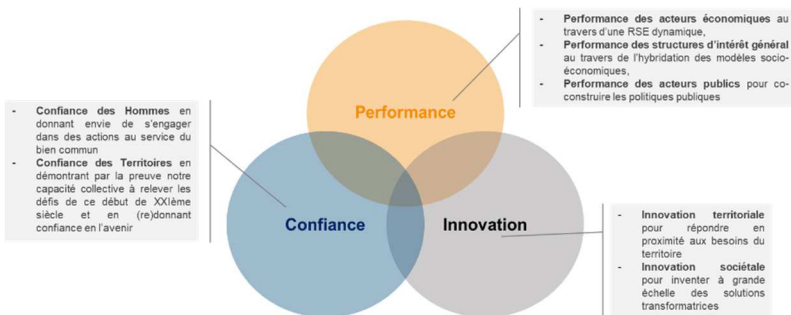 - Performance des acteurs économiques au
travers d'une RSE dynamique,
- Performance des structures d'intérêt général
au travers de l'hybridation des modèles socio-
économiques,
- Performance des acteurs publics pour co-
construire les politiques publiques
Performance
- Confiance des Hommes en
donnant envie de s'engager
dans des actions au service du
bien commun
- Confiance des Territoires en
démontrant par la preuve notre
capacité collective à relever les
défis de ce début de XXIème
siècle et en (re)donnant
confiance en l'avenir
Confiance
Innovation
- Innovation territoriale
pour répondre en
proximité aux besoins du
territoire
- Innovation sociétale
pour inventer à grande
échelle des solutions
transformatrices